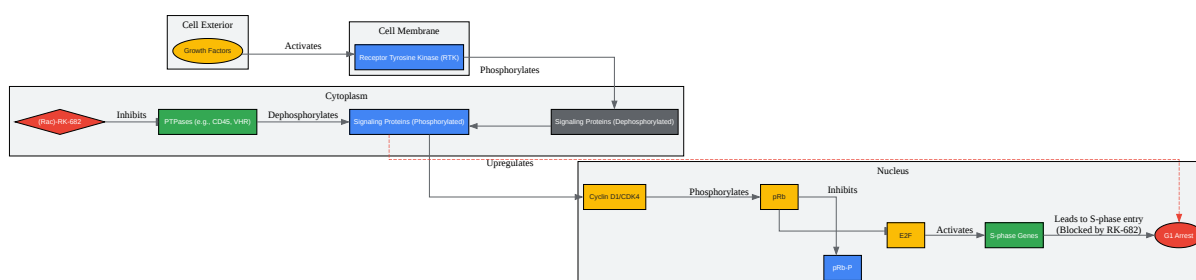 Cell Exterior
Growth Factors
Activates
Cell Membrane
Receptor Tyrosine Kinase (RTK)
Phosphorylates
Cytoplasm
(Rac)-RK-682
Inhibits
PTPases (e.g., CD45, VHR)
Dephosphorylates
Signaling Proteins (Phosphorylated)
Signaling Proteins (Dephosphorylated)
Upregulates
Nucleus
Cyclin D1/CDK4
Phosphorylates
pRb
Inhibits
pRb-P
E2F
Activates
S-phase Genes
Leads to S-phase entry
(Blocked by RK-682)
G1 Arrest